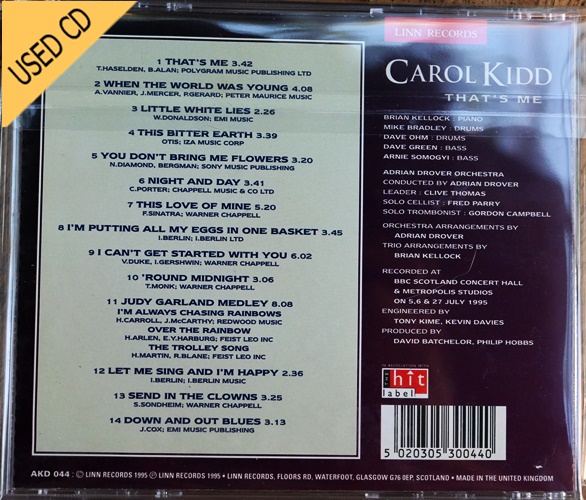 USED CD
1 THAT'S ME 3.42
T.HASELDEN, B.ALAN; POLYGRAM MUSIC PUBLISHING LTD
2 WHEN THE WORLD WAS YOUNG 4.08
A.VANNIER, J.MERCER, P.GERARD; PETER MAURICE MUSIC
3 LITTLE WHITE LIES 2.26
W.DONALDSON; EMI MUSIC
4 THIS BITTER EARTH 3.39
OTIS; IZA MUSIC CORP
5 YOU DON'T BRING ME FLOWERS 3.20
N.DIAMOND, BERGMAN; SONY MUSIC PUBLISHING
6 NIGHT AND DAY 3.41
C.PORTER; CHAPPELL MUSIC & CO LTD
7 THIS LOVE OF MINE 5.20
F.SINATRA; WARNER CHAPPELL
8 I'M PUTTING ALL MY EGGS IN ONE BASKET 3.45
I.BERLIN; I.BERLIN LTD
9 I CAN'T GET STARTED WITH YOU 6.02
V.DUKE, I.GERSHWIN; WARNER CHAPPELL
10 'ROUND MIDNIGHT 3.06
T.MONK; WARNER CHAPPELL
11 JUDY GARLAND MEDLEY 8.08
I'M ALWAYS CHASING RAINBOWS
H.CARROLL, J.McCARTHY; REDWOOD MUSIC
OVER THE RAINBOW
H.ARLEN, E.Y.HARBURG; FEIST LEO INC
THE TROLLEY SONG
H.MARTIN, R.BLANE; FEIST LEO INC
12 LET ME SING AND I'M HAPPY 2.36
I.BERLIN; I.BERLIN MUSIC
13 SEND IN THE CLOWNS 3.25
S.SONDHEIM; WARNER CHAPPELL
14 DOWN AND OUT BLUES 3.13
J.COX; EMI MUSIC PUBLISHING
LINN RECORDS
CAROL KIDD
THAT'S ME
BRIAN KELLOCK : PIANO
MIKE BRADLEY : DRUMS
DAVE OHM : DRUMS
DAVE GREEN : BASS
ARNIE SOMOGYI : BASS
ADRIAN DROVER ORCHESTRA
CONDUCTED BY ADRIAN DROVER
LEADER : CLIVE THOMAS
SOLO CELLIST : FRED PARRY
SOLO TROMBONIST : GORDON CAMPBELL
ORCHESTRA ARRANGEMENTS BY
ADRIAN DROVER
TRIO ARRANGEMENTS BY
BRIAN KELLOCK
RECORDED AT
BBC SCOTLAND CONCERT HALL
& METROPOLIS STUDIOS
ON 5,6 & 27 JULY 1995
ENGINEERED BY
TONY KIME, KEVIN DAVIES
PRODUCED BY
DAVID BATCHELOR, PHILIP HOBBS
IN ASSOCIATION WITH
the hit
label
5 020305 300440
AKD 044 : © LINN RECORDS 1995 ℗ LINN RECORDS 1995 • LINN RECORDS, FLOORS RD, WATERFOOT, GLASGOW G76 0EP, SCOTLAND • MADE IN THE UNITED KINGDOM